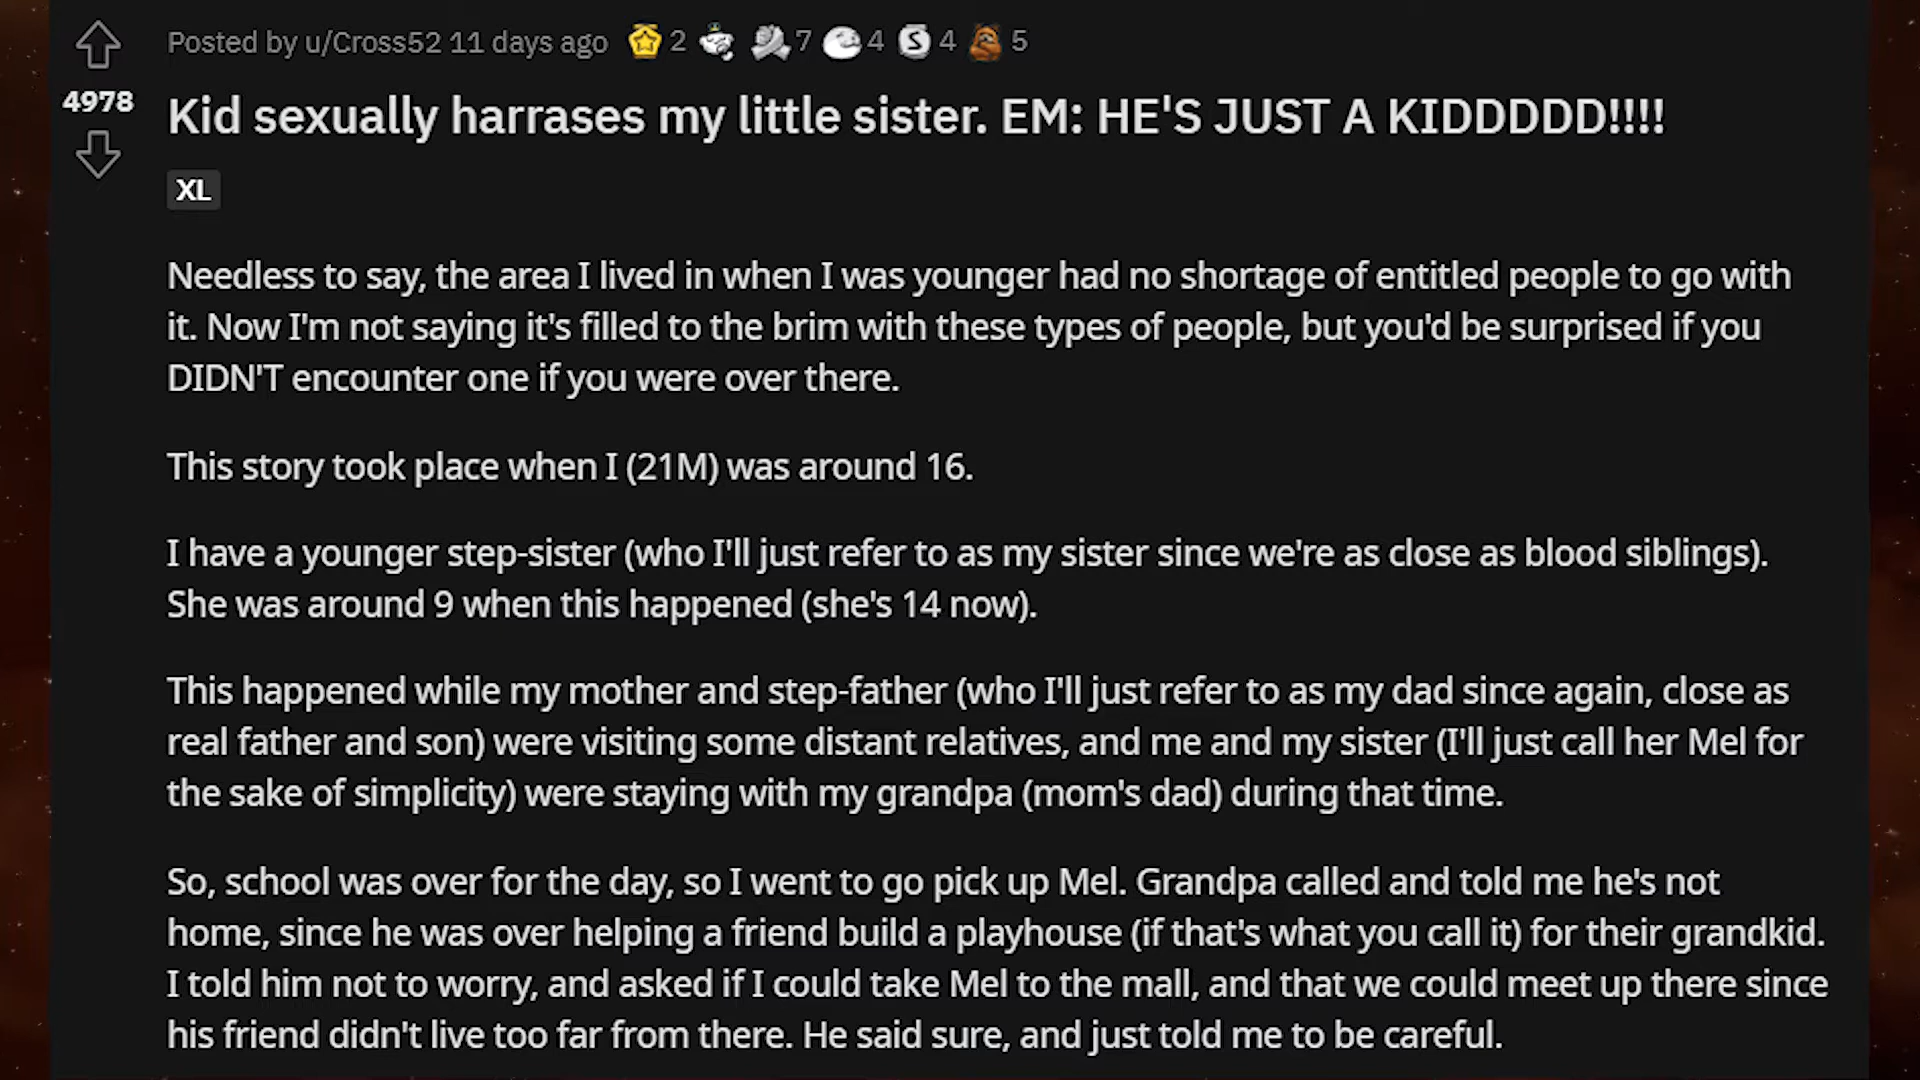 Posted by u/Cross52 11 days ago 2 7 4 4 5
4978
Kid sexually harrases my little sister. EM: HE'S JUST A KIDDDDD!!!!
XL
Needless to say, the area I lived in when I was younger had no shortage of entitled people to go with
it. Now I'm not saying it's filled to the brim with these types of people, but you'd be surprised if you
DIDN'T encounter one if you were over there.
This story took place when I (21M) was around 16.
I have a younger step-sister (who I'll just refer to as my sister since we're as close as blood siblings).
She was around 9 when this happened (she's 14 now).
This happened while my mother and step-father (who I'll just refer to as my dad since again, close as
real father and son) were visiting some distant relatives, and me and my sister (I'll just call her Mel for
the sake of simplicity) were staying with my grandpa (mom's dad) during that time.
So, school was over for the day, so I went to go pick up Mel. Grandpa called and told me he's not
home, since he was over helping a friend build a playhouse (if that's what you call it) for their grandkid.
I told him not to worry, and asked if I could take Mel to the mall, and that we could meet up there since
his friend didn't live too far from there. He said sure, and just told me to be careful.